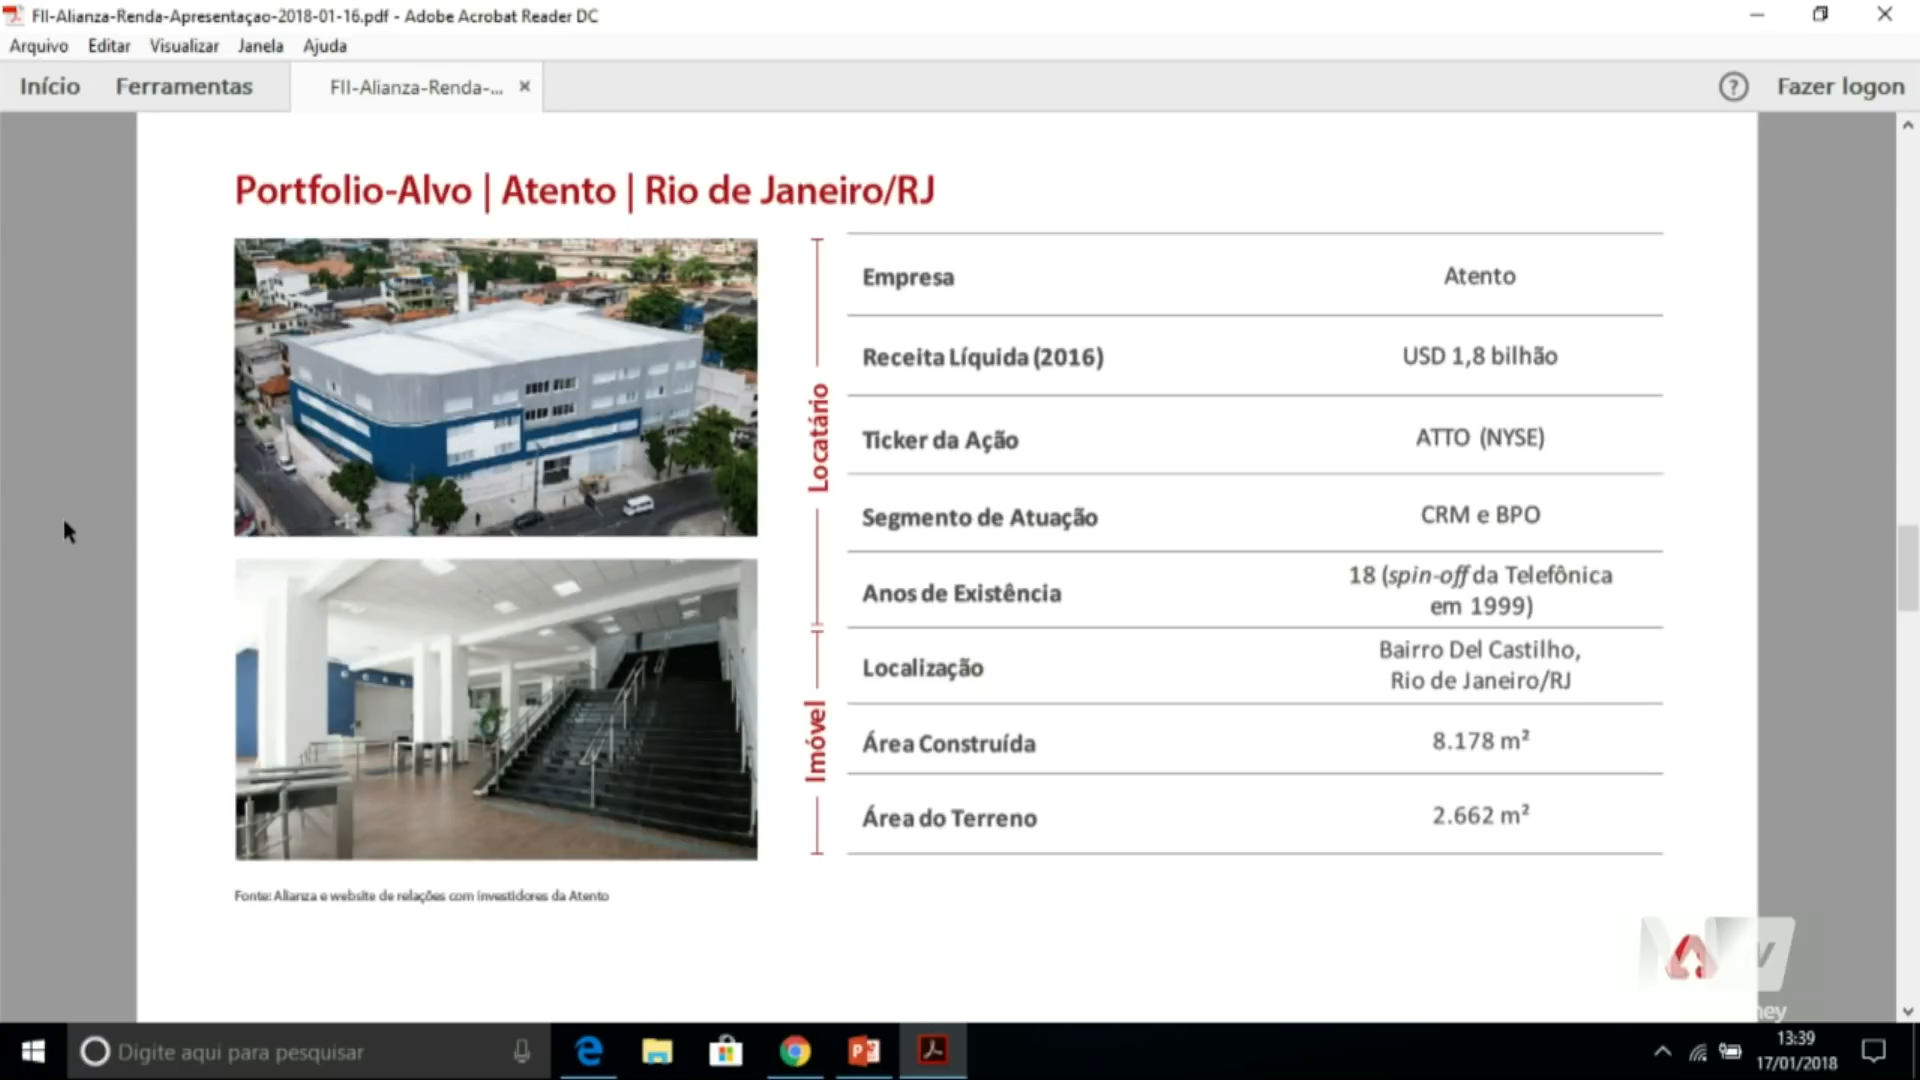 FII-Alianza-Renda-Apresentaçao-2018-01-16.pdf - Adobe Acrobat Reader DC
Arquivo Editar Visualizar Janela Ajuda
Início Ferramentas FII-Alianza-Renda-... × ? Fazer logon
Portfolio-Alvo | Atento | Rio de Janeiro/RJ
Locatário
Empresa Atento
Receita Líquida (2016) USD 1,8 bilhão
Ticker da Ação ATTO (NYSE)
Segmento de Atuação CRM e BPO
Anos de Existência 18 (spin-off da Telefônica
em 1999)
Imóvel
Localização Bairro Del Castilho,
Rio de Janeiro/RJ
Área Construída 8.178 m²
Área do Terreno 2.662 m²
Fonte: Alianza e website de relações com investidores da Atento
Digite aqui para pesquisar
13:39
17/01/2018